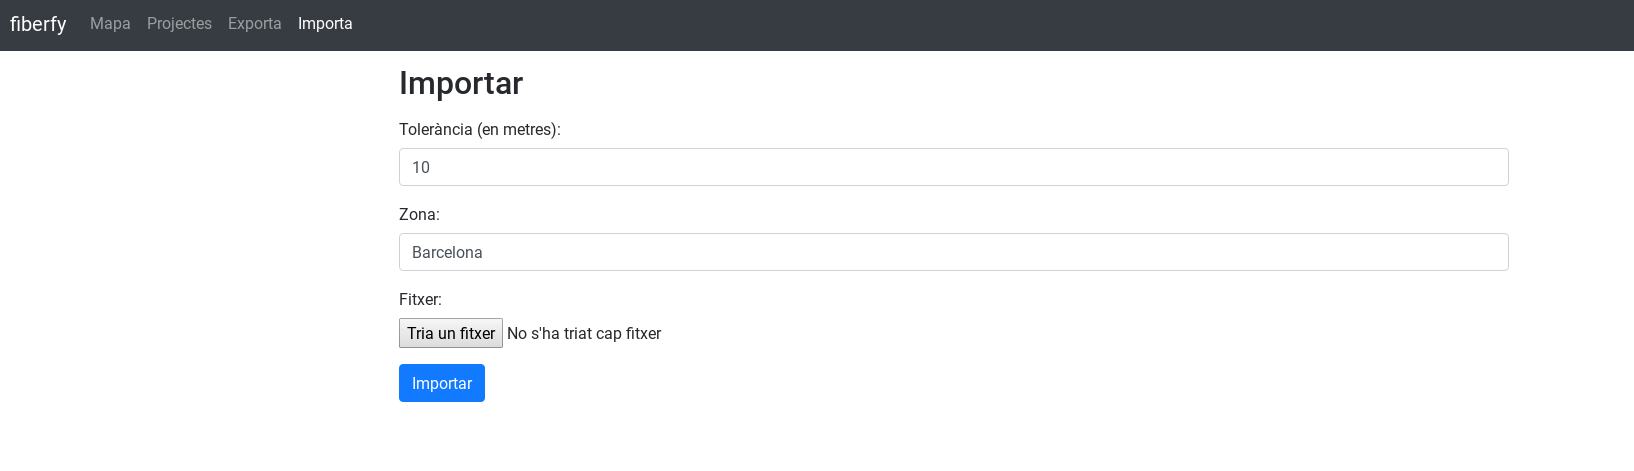 fiberfy Mapa Projectes Exporta Importa
Importar
Tolerància (en metres):
10
Zona:
Barcelona
Fitxer:
Tria un fitxer No s'ha triat cap fitxer
Importar